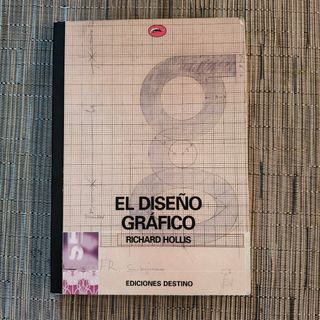 EL DISEÑO
GRÁFICO
RICHARD HOLLIS
EDICIONES DESTINO